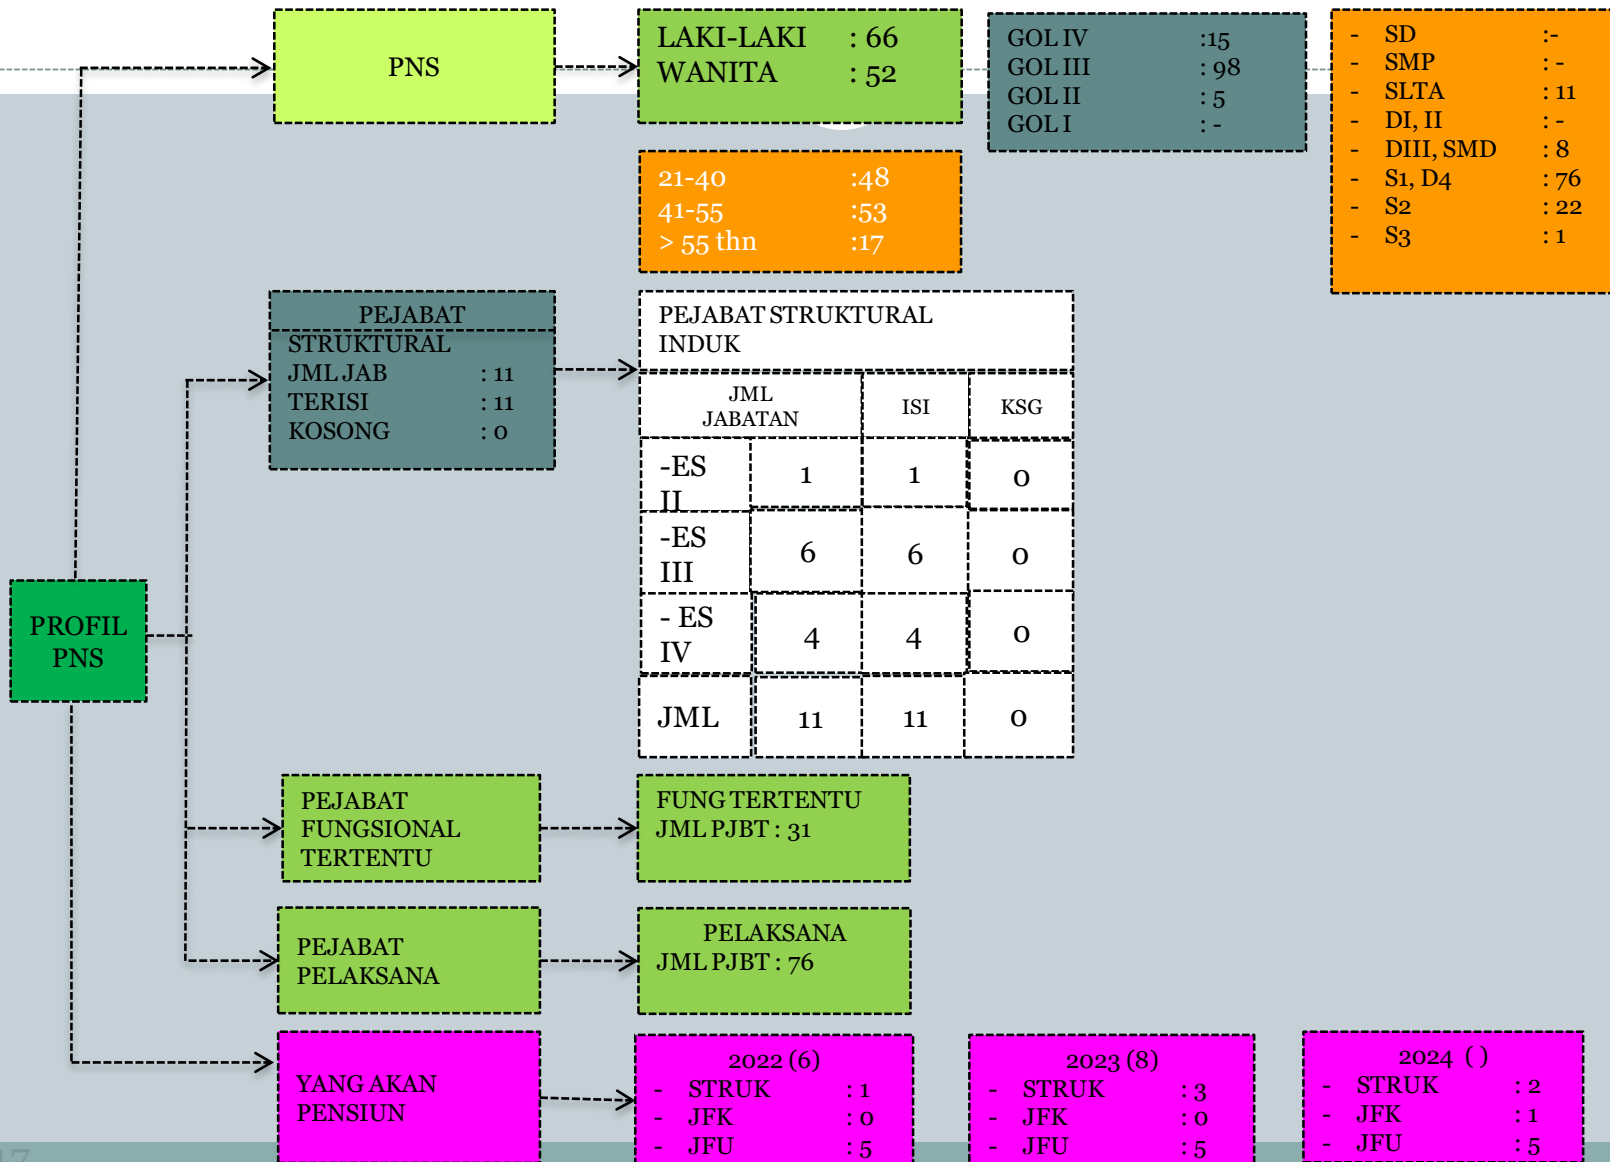 PNS
LAKI-LAKI : 66
WANITA : 52
GOL IV :15
GOL III : 98
GOL II : 5
GOL I : -
- SD :-
- SMP : -
- SLTA : 11
- DI, II : -
- DIII, SMD : 8
- S1, D4 : 76
- S2 : 22
- S3 : 1
21-40 :48
41-55 :53
> 55 thn :17
PEJABAT
STRUKTURAL
JML JAB : 11
TERISI : 11
KOSONG : 0
PEJABAT STRUKTURAL
INDUK
JML
JABATAN
ISI
KSG
-ES
II
1 1 0
-ES
III
6 6 0
- ES
IV
4 4 0
JML 11 11 0
PROFIL
PNS
PEJABAT
FUNGSIONAL
TERTENTU
FUNG TERTENTU
JML PJBT : 31
PEJABAT
PELAKSANA
PELAKSANA
JML PJBT : 76
YANG AKAN
PENSIUN
2022 (6)
- STRUK : 1
- JFK : 0
- JFU : 5
2023 (8)
- STRUK : 3
- JFK : 0
- JFU : 5
2024 ( )
- STRUK : 2
- JFK : 1
- JFU : 5
17